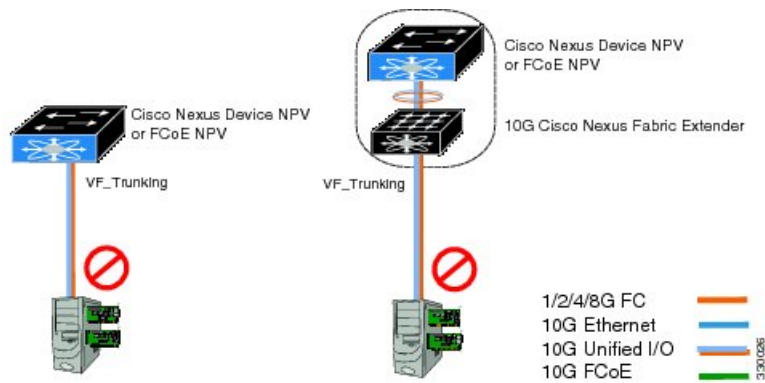 Cisco Nexus Device NPV
or FCoE NPV
Cisco Nexus Device NPV
or FCoE NPV
10G Cisco Nexus Fabric Extender
VF_Trunking
VF_Trunking
1/2/4/8G FC
10G Ethernet
10G Unified I/O
10G FCoE
330026